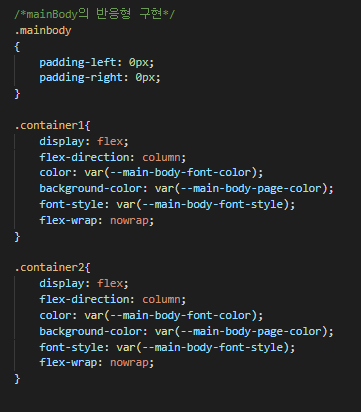 /*mainBody의 반응형 구현*/
.mainbody
{
    padding-left: 0px;
    padding-right: 0px;
}

.container1{
    display: flex;
    flex-direction: column;
    color: var(--main-body-font-color);
    background-color: var(--main-body-page-color);
    font-style: var(--main-body-font-style);
    flex-wrap: nowrap;
}

.container2{
    display: flex;
    flex-direction: column;
    color: var(--main-body-font-color);
    background-color: var(--main-body-page-color);
    font-style: var(--main-body-font-style);
    flex-wrap: nowrap;
}